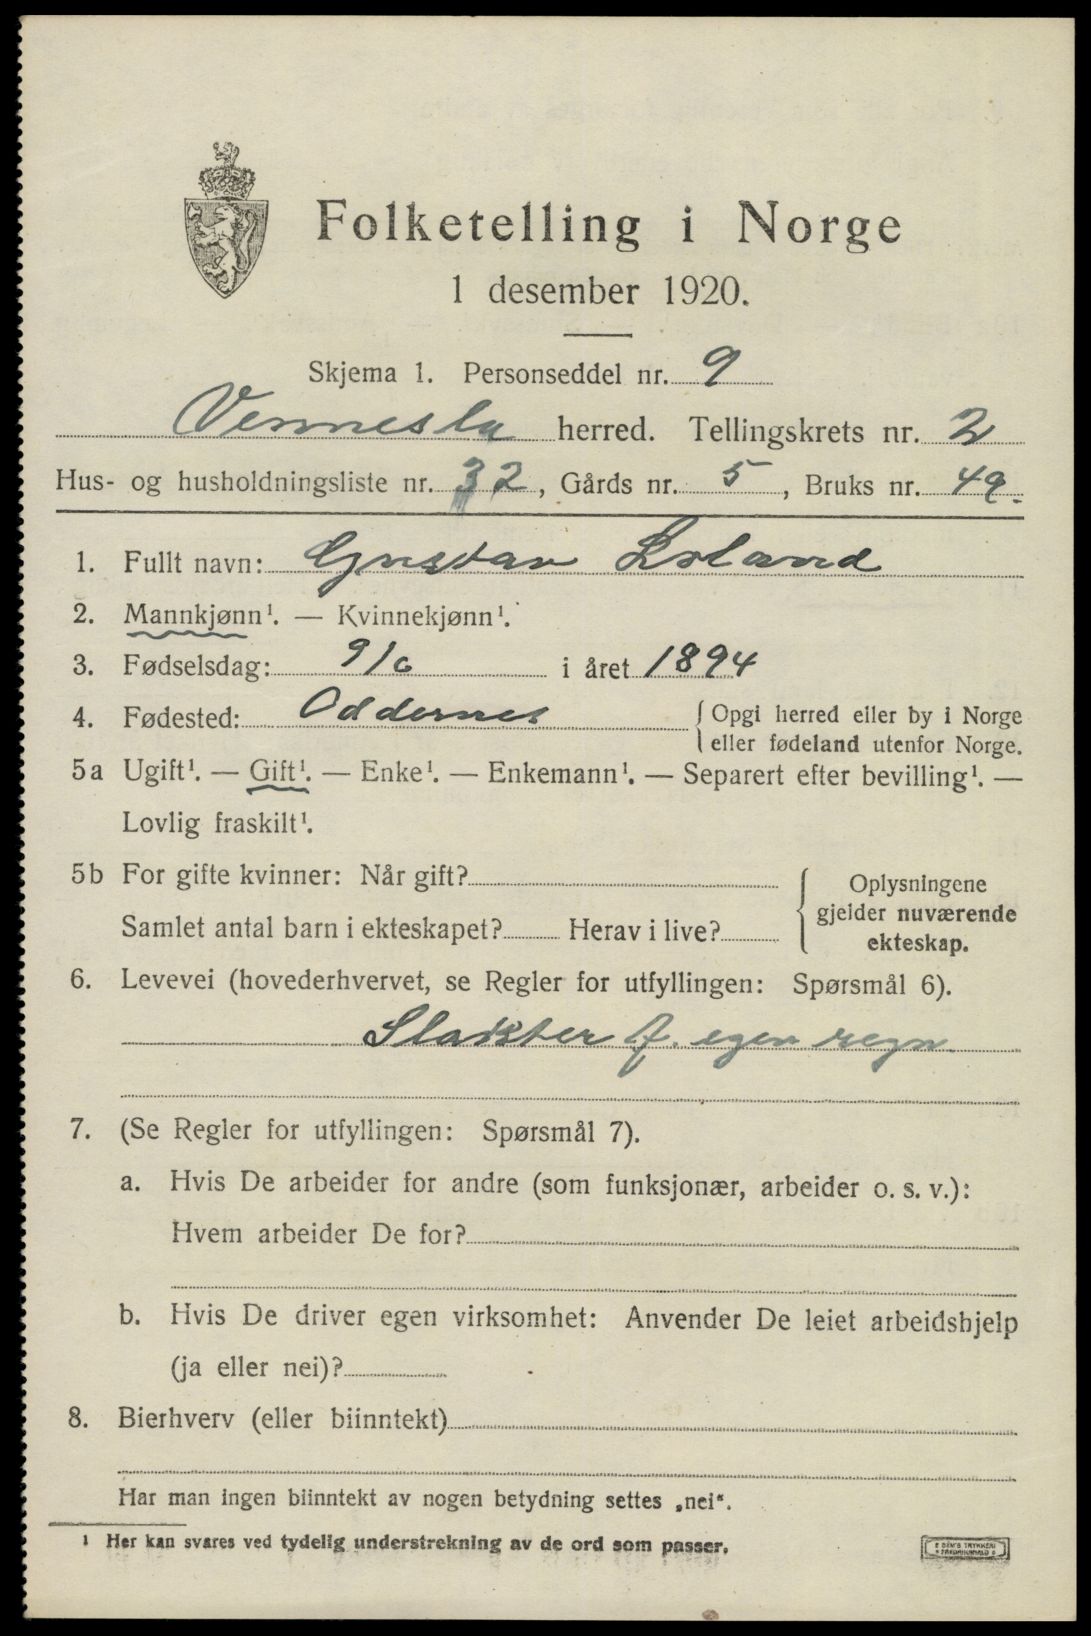 Folketelling i Norge
1 desember 1920.
Skjema 1. Personseddel nr. 9
Vennesla herred. Tellingskrets nr. 2
Hus- og husholdningsliste nr. 32, Gårds nr. 5, Bruks nr. 49.
1. Fullt navn: Gustav
2. Mannkjønn¹. — Kvinnekjønn¹.
3. Fødselsdag: 9/6 i året 1894
4. Fødested: Oddernes {Opgi herred eller by i Norge
eller fødeland utenfor Norge.
5a Ugift¹. — Gift¹. — Enke¹. — Enkemann¹. — Separert efter bevilling¹. —
Lovlig fraskilt¹.
5b For gifte kvinner: Når gift?
Samlet antal barn i ekteskapet? Herav i live?
{Oplysningene
gjelder nuværende
ekteskap.
6. Levevei (hovederhvervet, se Regler for utfyllingen: Spørsmål 6).
Slakter f. egen regn.
7. (Se Regler for utfyllingen: Spørsmål 7).
a. Hvis De arbeider for andre (som funksjonær, arbeider o. s. v.):
Hvem arbeider De for?
b. Hvis De driver egen virksomhet: Anvender De leiet arbeidshjelp
(ja eller nei)?
8. Bierhverv (eller biinntekt)
Har man ingen biinntekt av nogen betydning settes „nei“.
¹ Her kan svares ved tydelig understrekning av de ord som passer.